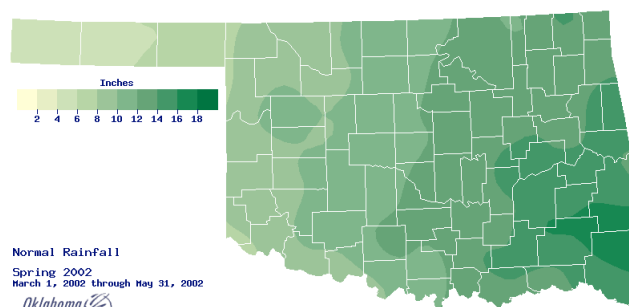 Inches
2 4 6 8 10 12 14 16 18
Normal Rainfall
Spring 2002
March 1, 2002 through May 31, 2002
Oklahoma